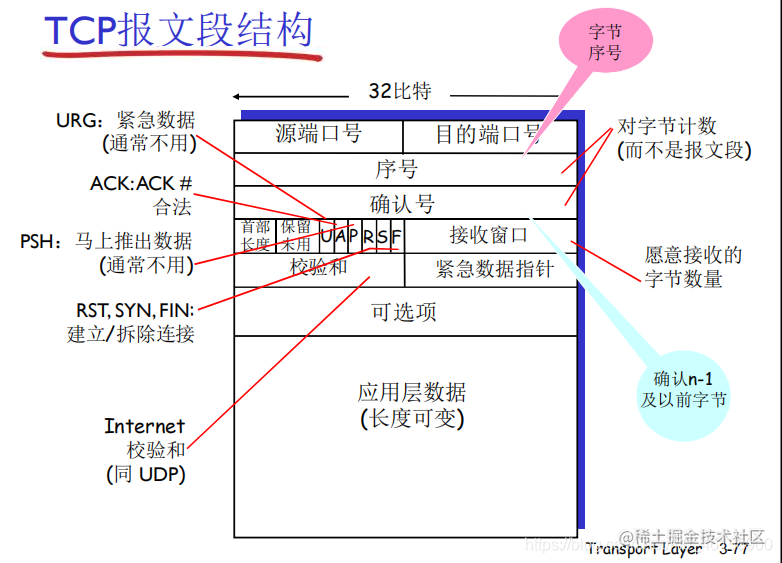 TCP报文段结构
字节
序号
32比特
URG：紧急数据
(通常不用)
源端口号
目的端口号
对字节计数
(而不是报文段)
序号
ACK:ACK #
合法
确认号
PSH：马上推出数据
(通常不用)
首部
长度
保留
未用
U
A
P
R
S
F
接收窗口
愿意接收的
字节数量
校验和
紧急数据指针
RST, SYN, FIN:
建立/拆除连接
可选项
确认n-1
及以前字节
应用层数据
(长度可变)
Internet
校验和
(同 UDP)
@稀土掘金技术社区
Transport Layer 3-77